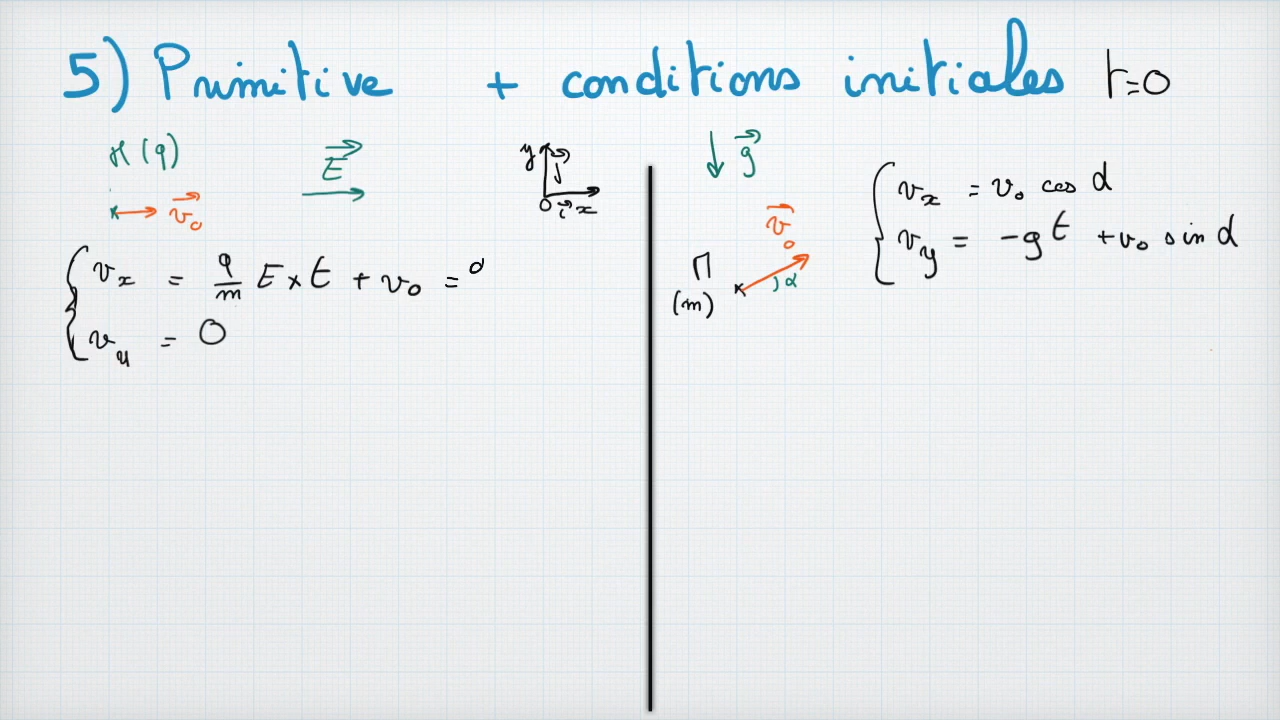 5) Primitive + conditions initiales t=0
(q)
E
v₀
y j
O i x
{ vₓ = q/m E × t + v₀ =
v_y = 0
g
v₀
M
(m)
α
{ vₓ = v₀ cos α
v_y = -g t + v₀ sin α